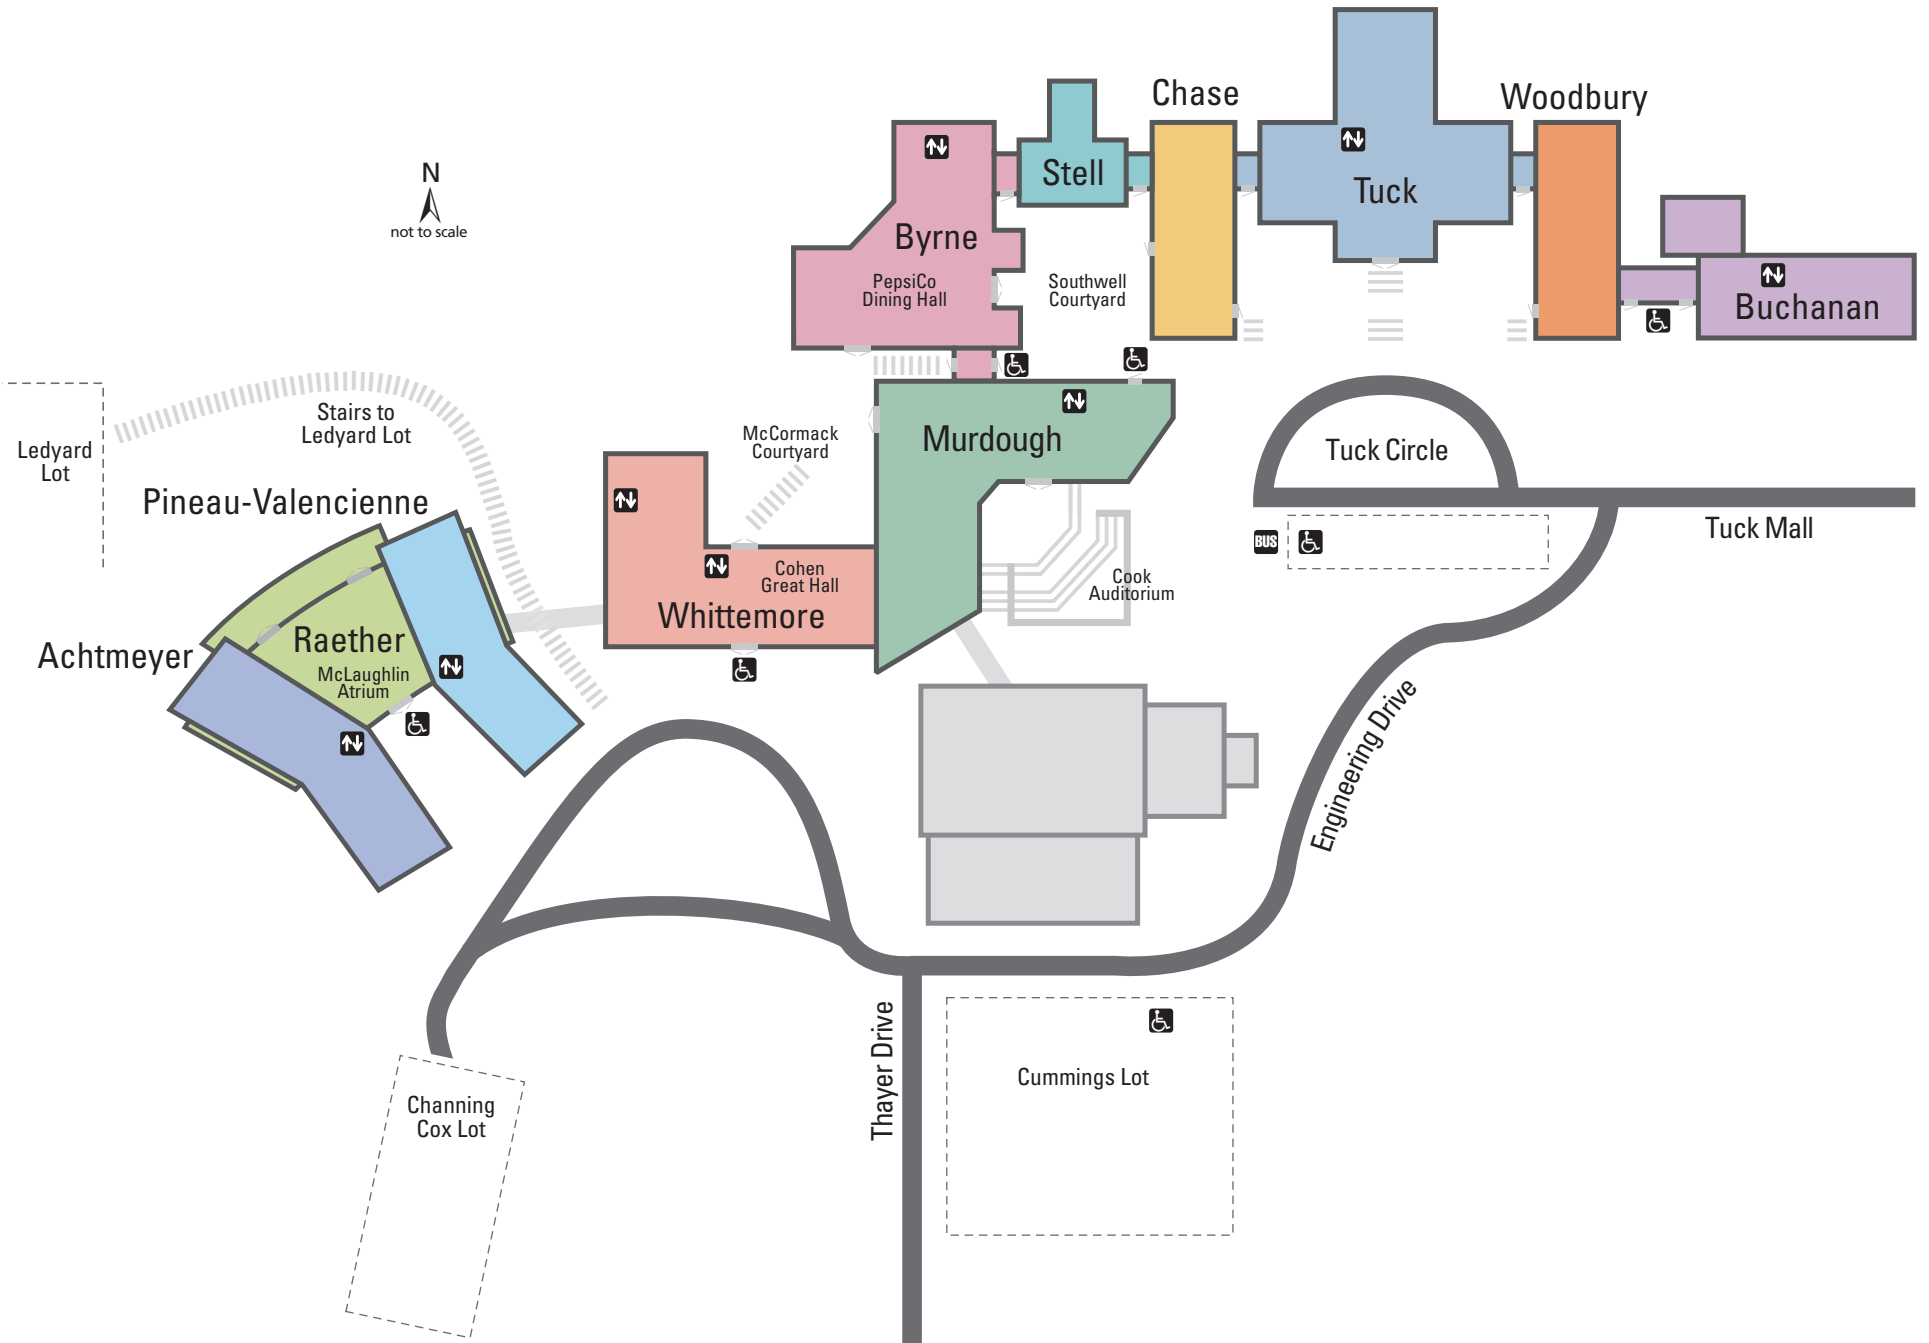 Chase
Woodbury
N
not to scale
Stell
Tuck
Byrne
PepsiCo
Dining Hall
Southwell
Courtyard
Buchanan
Stairs to
Ledyard Lot
Ledyard
Lot
McCormack
Courtyard
Murdough
Tuck Circle
Pineau-Valencienne
Tuck Mall
BUS
Cohen
Great Hall
Cook
Auditorium
Whittemore
Achtmeyer
Raether
McLaughlin
Atrium
Engineering Drive
Thayer Drive
Cummings Lot
Channing
Cox Lot